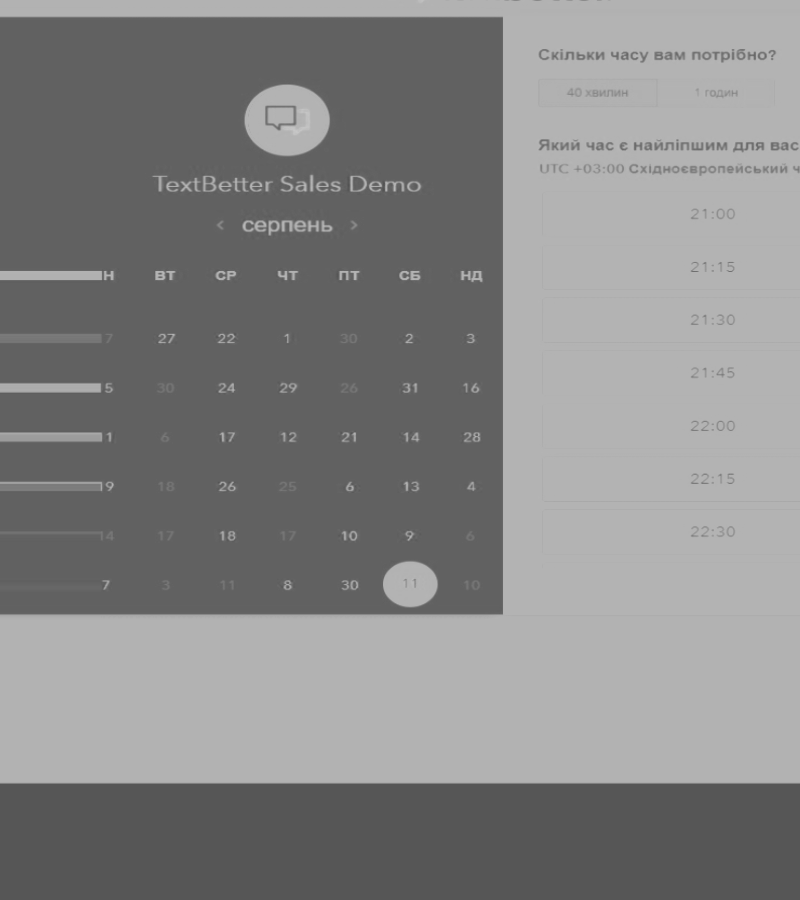 TextBetter Sales Demo
< серпень >
Н ВТ СР ЧТ ПТ СБ НД
7 27 22 1 30 2 3
5 30 24 29 26 31 16
1 6 17 12 21 14 28
19 18 26 25 6 13 4
14 17 18 17 10 9 6
7 3 11 8 30 11 10
Скільки часу вам потрібно?
40 хвилин 1 годин
Який час є найліпшим для вас
UTC +03:00 Східноєвропейський ч
21:00
21:15
21:30
21:45
22:00
22:15
22:30